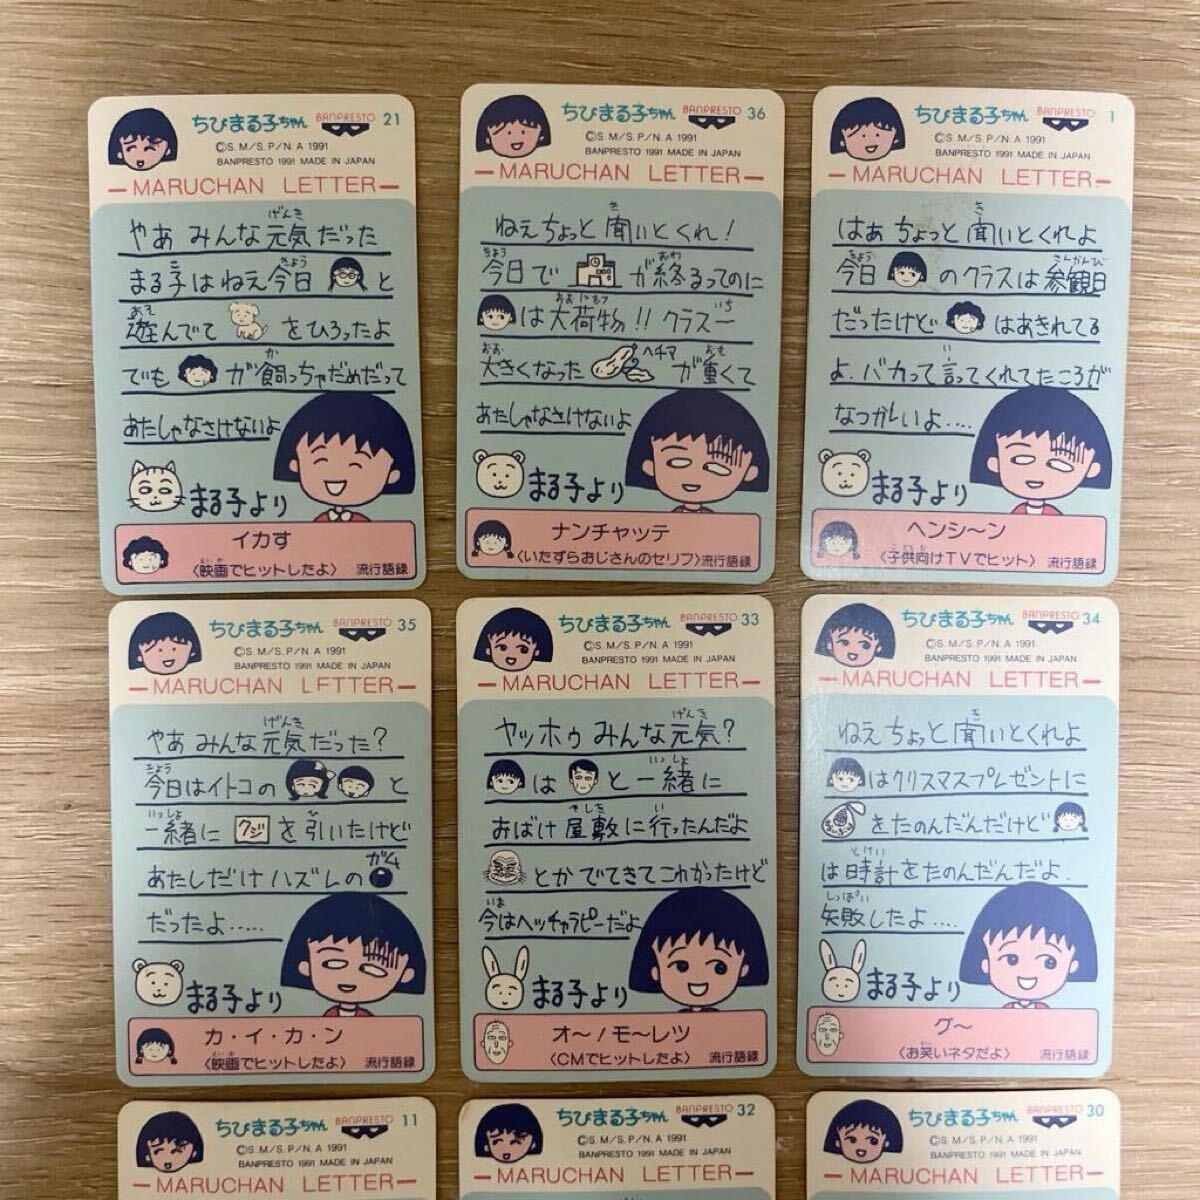 ちびまる子ちゃん BANPRESTO 21
©S. M/S. P/N. A 1991
BANPRESTO 1991 MADE IN JAPAN
MARUCHAN LETTER
やあ みんな元気だった
まる子はねえ今日 と
遊んでて をひろったよ
でも が飼っちゃだめだって
あたしゃなさけないよ
まる子より
イカす
〈映画でヒットしたよ〉 流行語録
ちびまる子ちゃん BANPRESTO 36
©S. M/S. P/N. A 1991
BANPRESTO 1991 MADE IN JAPAN
MARUCHAN LETTER
ねえちょっと聞いとくれ!
今日で が終るってのに
は大荷物!! クラス一
大きくなった ヘチマ が重くて
あたしゃなさけないよ
まる子より
ナンチャッテ
〈いたずらおじさんのセリフ〉流行語録
ちびまる子ちゃん BANPRESTO 1
©S. M/S. P/N. A 1991
BANPRESTO 1991 MADE IN JAPAN
MARUCHAN LETTER
はあ ちょっと聞いとくれよ
今日 のクラスは参観日
だったけど はあきれてる
よ.バカって言ってくれてたころが
なつかしいよ....
まる子より
ヘンシ〜ン
〈子供向けTVでヒット〉 流行語録
ちびまる子ちゃん BANPRESTO 35
©S. M/S. P/N. A 1991
BANPRESTO 1991 MADE IN JAPAN
MARUCHAN LETTER
やあ みんな元気だった?
今日はイトコの と
一緒に クジ を引いたけど
あたしだけハズレのガム
だったよ.....
まる子より
カ・イ・カ・ン
〈映画でヒットしたよ〉 流行語録
ちびまる子ちゃん BANPRESTO 33
©S. M/S. P/N. A 1991
BANPRESTO 1991 MADE IN JAPAN
MARUCHAN LETTER
ヤッホゥ みんな元気?
は と一緒に
おばけ屋敷に行ったんだよ
とかでてきてこわかったけど
今はヘッチャラピーだよ
まる子より
オ〜!モ〜レツ
〈CMでヒットしたよ〉 流行語録
ちびまる子ちゃん BANPRESTO 34
©S. M/S. P/N. A 1991
BANPRESTO 1991 MADE IN JAPAN
MARUCHAN LETTER
ねえちょっと聞いとくれよ
はクリスマスプレゼントに
をたのんだんだけど
は時計をたのんだんだよ.
失敗したよ....
まる子より
グ〜
〈お笑いネタだよ〉 流行語録
ちびまる子ちゃん BANPRESTO 11
©S. M/S. P/N. A 1991
BANPRESTO 1991 MADE IN JAPAN
MARUCHAN LETTER
ちびまる子ちゃん BANPRESTO 32
©S. M/S. P/N. A 1991
BANPRESTO 1991 MADE IN JAPAN
MARUCHAN LETTER
ちびまる子ちゃん BANPRESTO 30
©S. M/S. P/N. A 1991
BANPRESTO 1991 MADE IN JAPAN
MARUCHAN LETTER